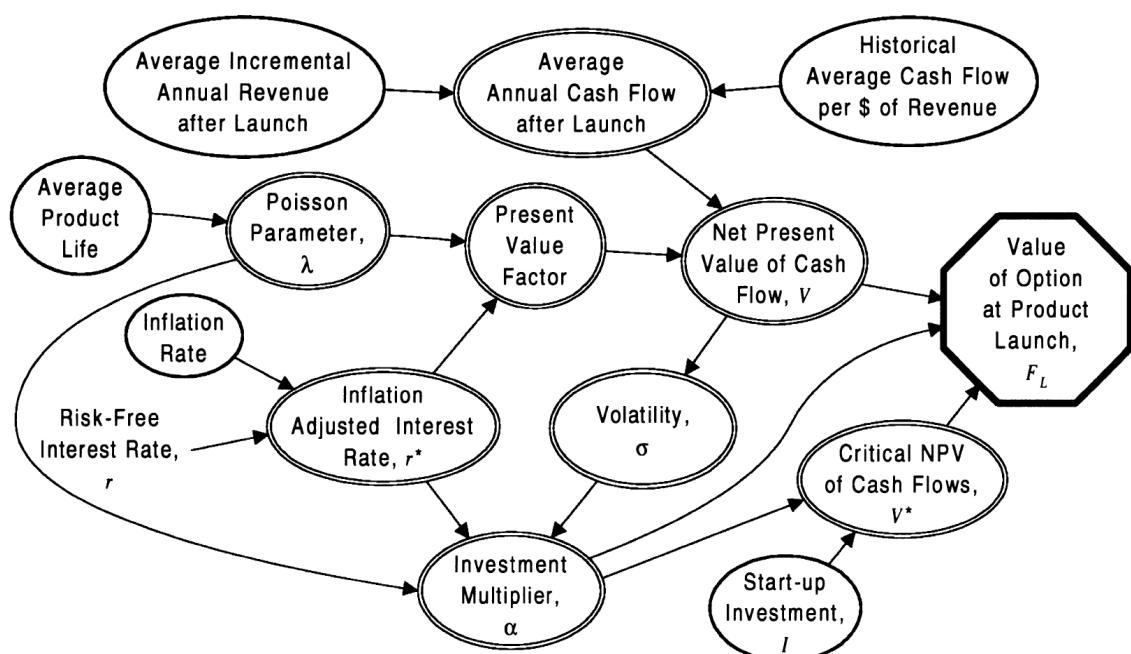 Average Incremental
Annual Revenue
after Launch
Average
Annual Cash Flow
after Launch
Historical
Average Cash Flow
per $ of Revenue
Average
Product
Life
Poisson
Parameter,
λ
Present
Value
Factor
Net Present
Value of Cash
Flow, V
Value
of Option
at Product
Launch,
F_L
Inflation
Rate
Risk-Free
Interest Rate,
r
Inflation
Adjusted Interest
Rate, r*
Volatility,
σ
Critical NPV
of Cash Flows,
V*
Investment
Multiplier,
α
Start-up
Investment,
I